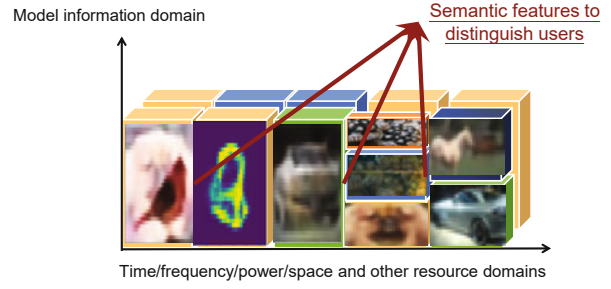 Model information domain
Semantic features to
distinguish users
Time/frequency/power/space and other resource domains